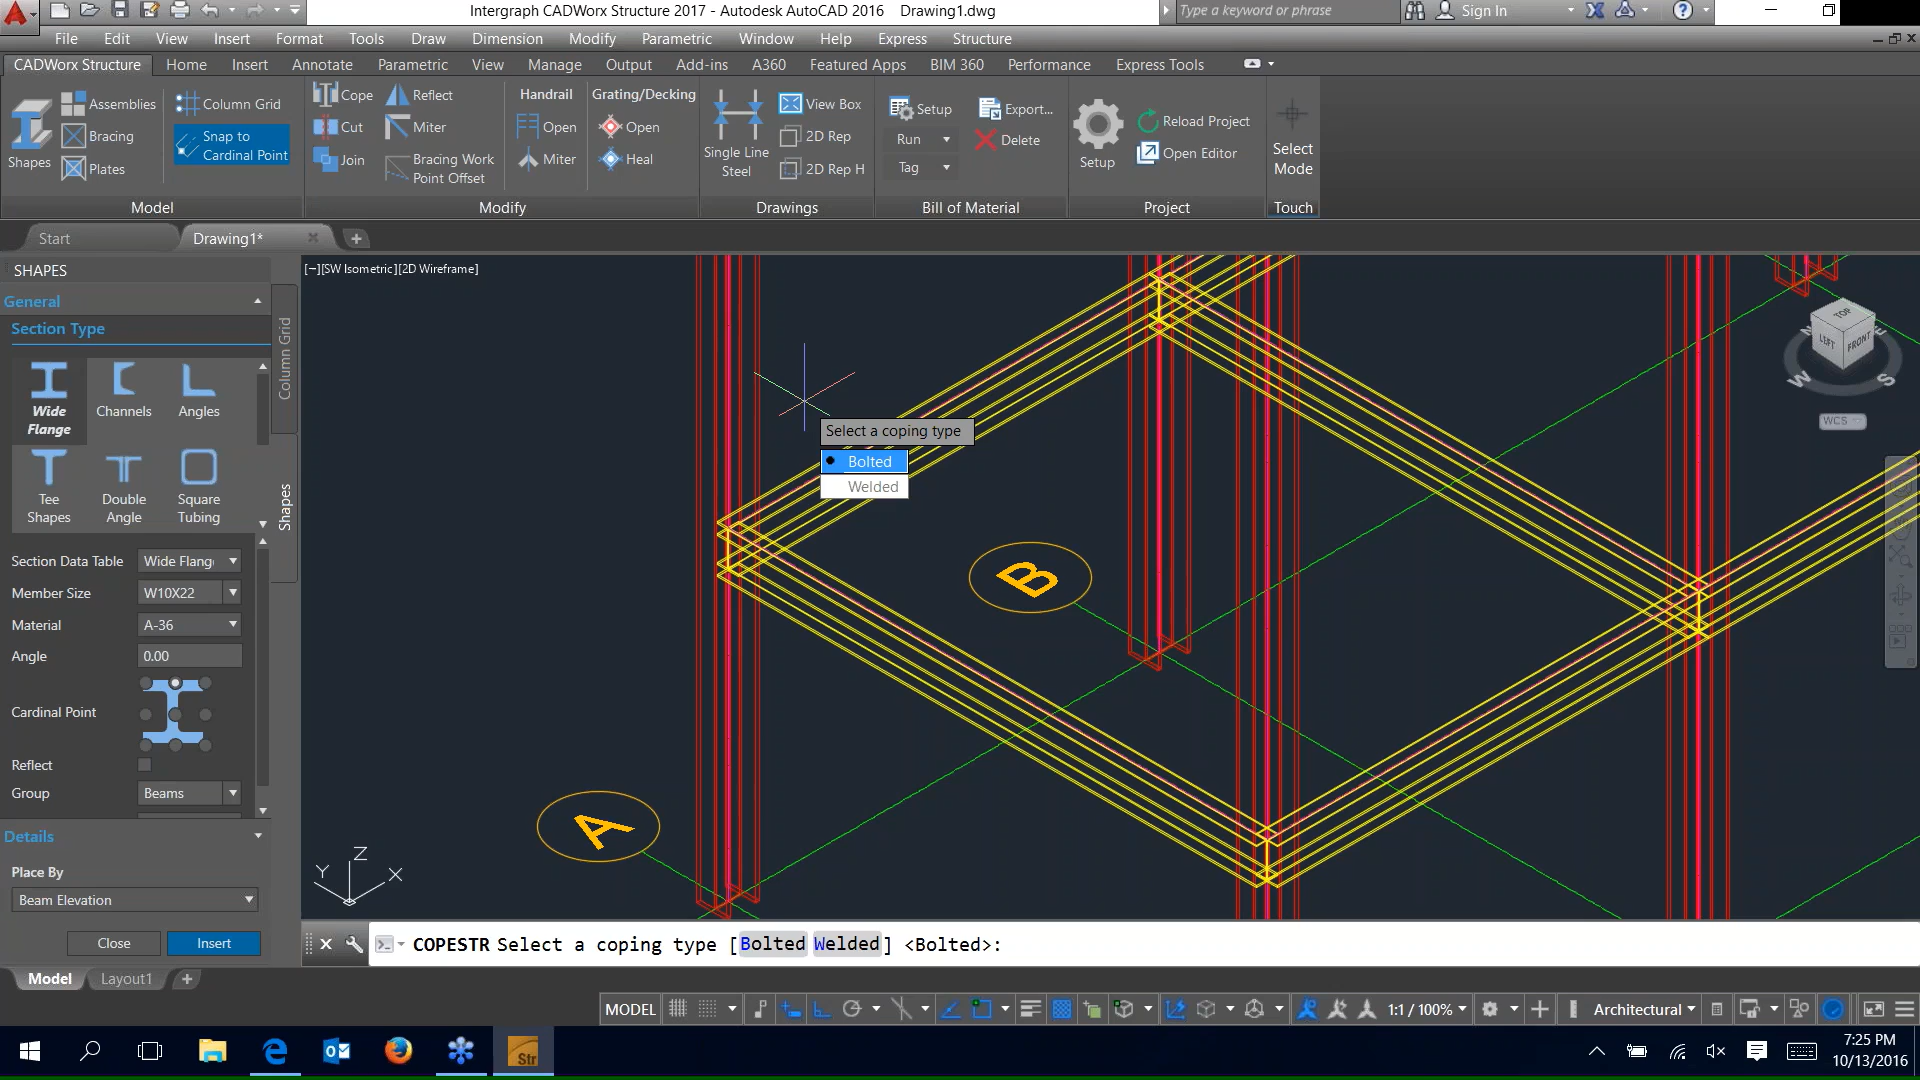 Intergraph CADWorx Structure 2017 - Autodesk AutoCAD 2016    Drawing1.dwg
Type a keyword or phrase
Sign In
File Edit View Insert Format Tools Draw Dimension Modify Parametric Window Help Express Structure
CADWorx Structure Home Insert Annotate Parametric View Manage Output Add-ins A360 Featured Apps BIM 360 Performance Express Tools
Shapes
Assemblies
Bracing
Plates
Column Grid
Snap to
Cardinal Point
Model
Cope
Cut
Join
Reflect
Miter
Bracing Work
Point Offset
Handrail
Open
Miter
Grating/Decking
Open
Heal
Modify
Single Line
Steel
View Box
2D Rep
2D Rep H
Drawings
Setup
Run
Tag
Export...
Delete
Bill of Material
Setup
Reload Project
Open Editor
Project
Select
Mode
Touch
Start
Drawing1*
SHAPES
General
Section Type
Wide
Flange
Channels
Angles
Tee
Shapes
Double
Angle
Square
Tubing
Section Data Table Wide Flang
Member Size W10X22
Material A-36
Angle 0.00
Cardinal Point
Reflect
Group Beams
Details
Place By
Beam Elevation
Close Insert
Column Grid
Shapes
[−][SW Isometric][2D Wireframe]
Select a coping type
Bolted
Welded
B
A
Z
Y
X
TOP
LEFT
FRONT
N
E
W
S
WCS
COPESTR Select a coping type [Bolted Welded] <Bolted>:
Model Layout1
MODEL
1:1 / 100%
Architectural
Str
7:25 PM
10/13/2016